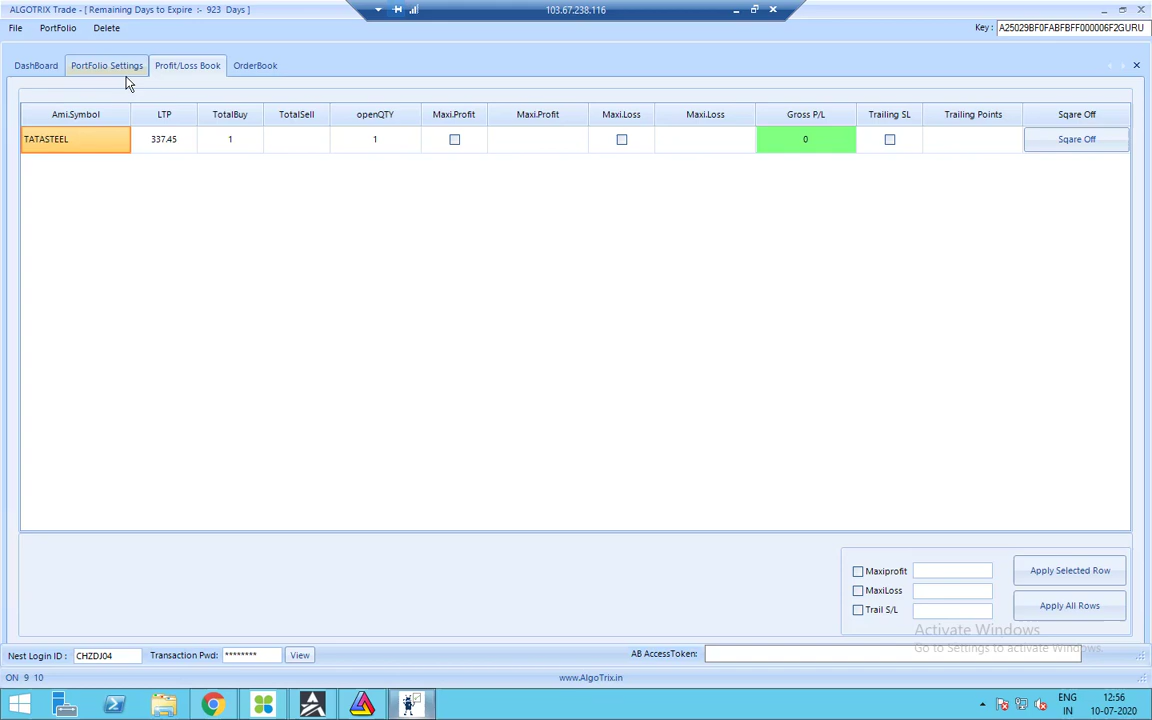 ALGOTRIX Trade - [ Remaining Days to Expire :- 923 Days ]
103.67.238.116
File PortFolio Delete
Key : A25029BF0FABFBFF000006F2GURU
DashBoard PortFolio Settings Profit/Loss Book OrderBook
Ami.Symbol LTP TotalBuy TotalSell openQTY Maxi.Profit Maxi.Profit Maxi.Loss Maxi.Loss Gross P/L Trailing SL Trailing Points Sqare Off
TATASTEEL 337.45 1 1 0 Sqare Off
Maxiprofit
Apply Selected Row
MaxiLoss
Trail S/L
Apply All Rows
Activate Windows
Go to Settings to activate Windows.
Nest Login ID : CHZDJ04 Transaction Pwd: ******** View AB AccessToken:
ON 9 10
www.AlgoTrix.in
ENG
IN
12:56
10-07-2020